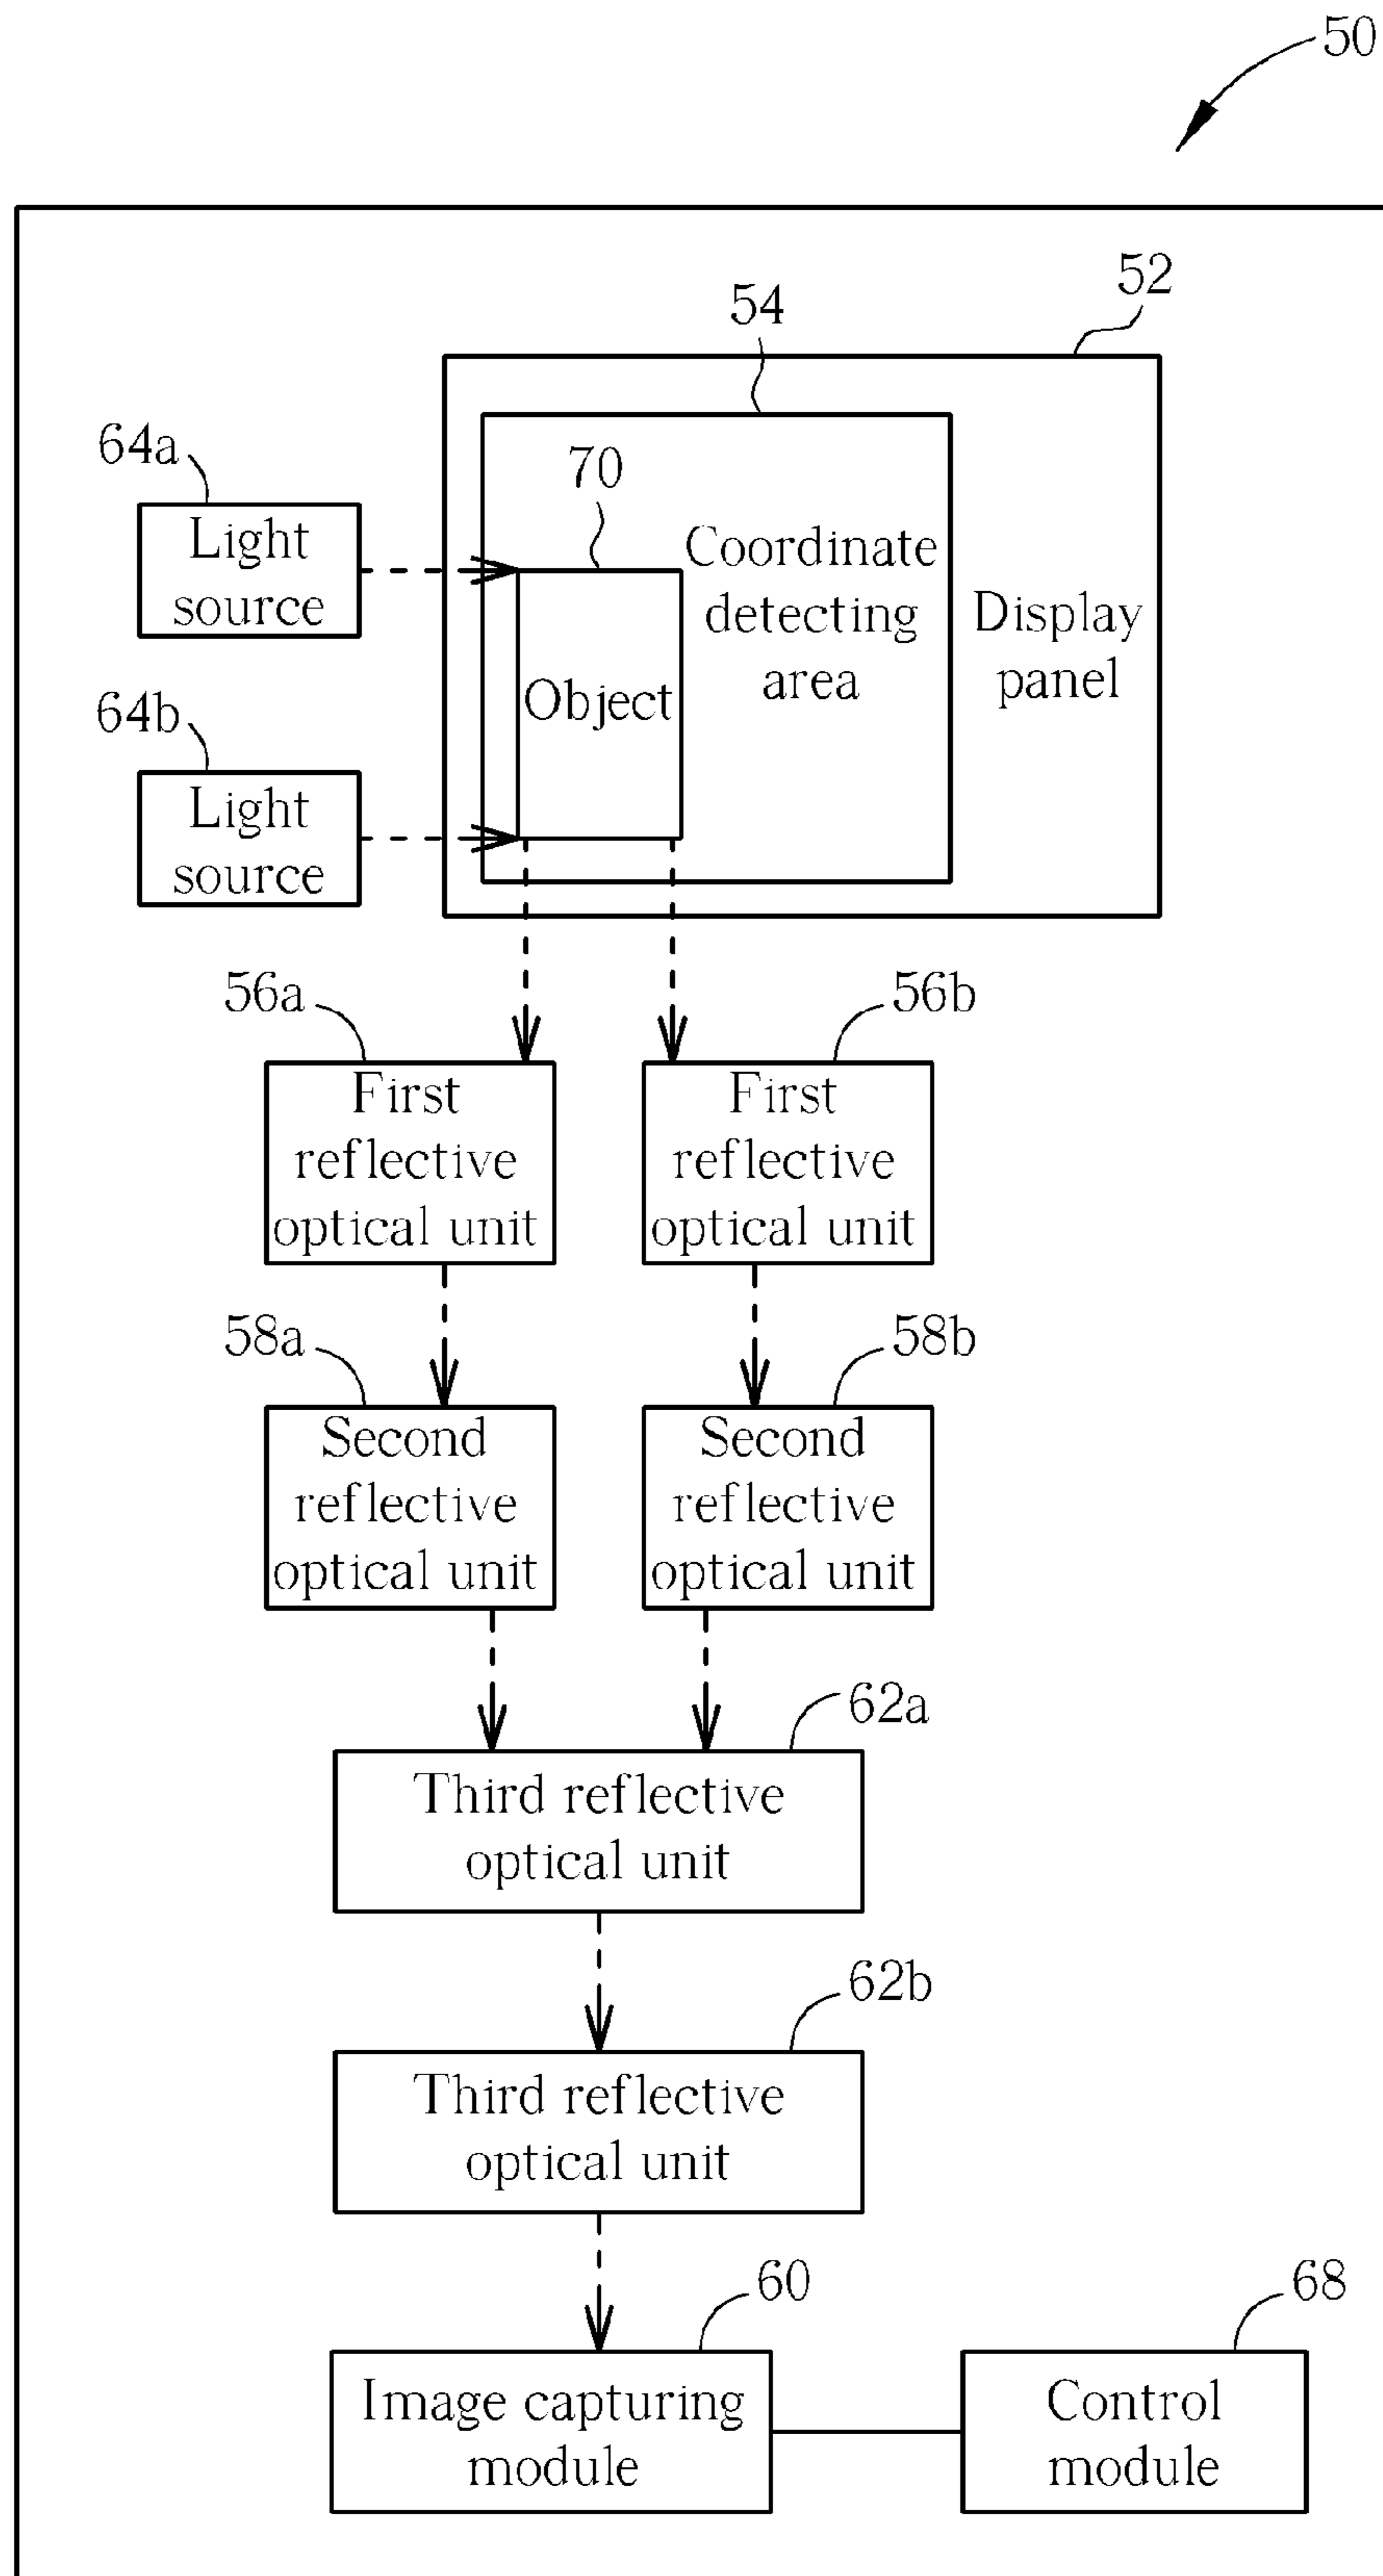 50
52
54
64a
70
Light
source
Coordinate
detecting
area
Display
panel
Object
64b
Light
source
56a
56b
First
reflective
optical unit
First
reflective
optical unit
58a
58b
Second
reflective
optical unit
Second
reflective
optical unit
62a
Third reflective
optical unit
62b
Third reflective
optical unit
60
68
Image capturing
module
Control
module